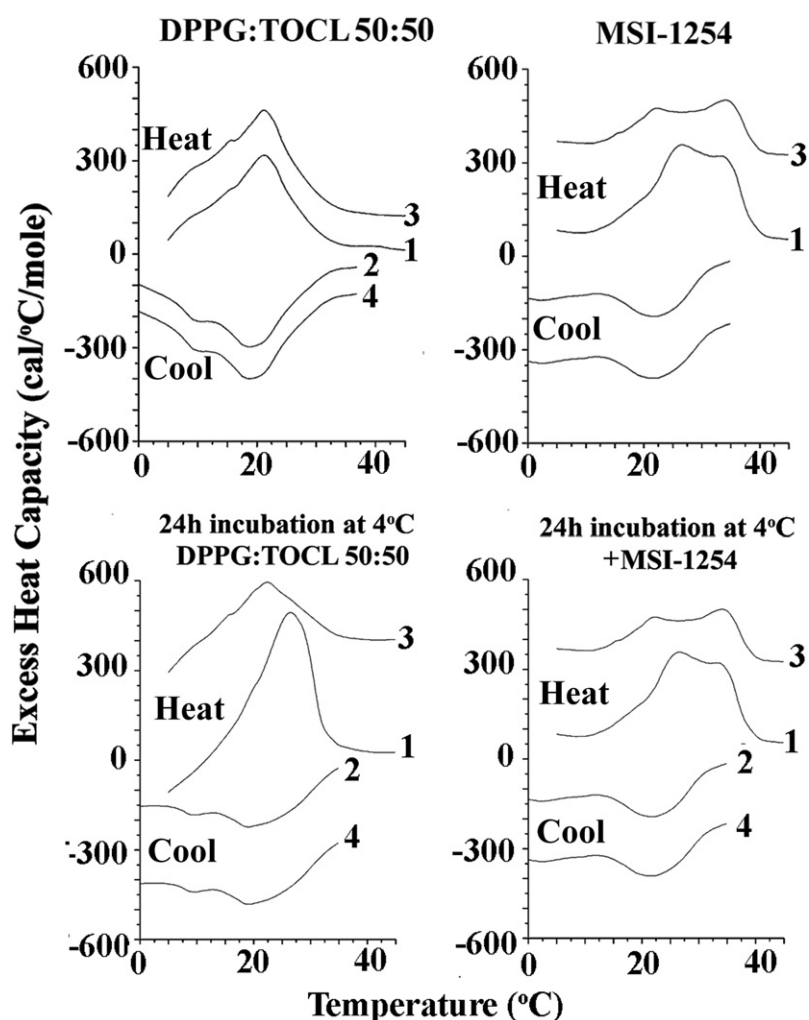 DPPG:TOCL 50:50
MSI-1254
600
300
0
-300
-600
Heat
Cool
3
1
2
4
0
20
40
600
300
0
-300
-600
Heat
Cool
3
1
0
20
40
24h incubation at 4°C
DPPG:TOCL 50:50
24h incubation at 4°C
+MSI-1254
600
300
0
-300
-600
Heat
Cool
3
1
2
4
0
20
40
600
300
0
-300
-600
Heat
Cool
3
1
2
4
0
20
40
Excess Heat Capacity (cal/°C/mole)
Temperature (°C)